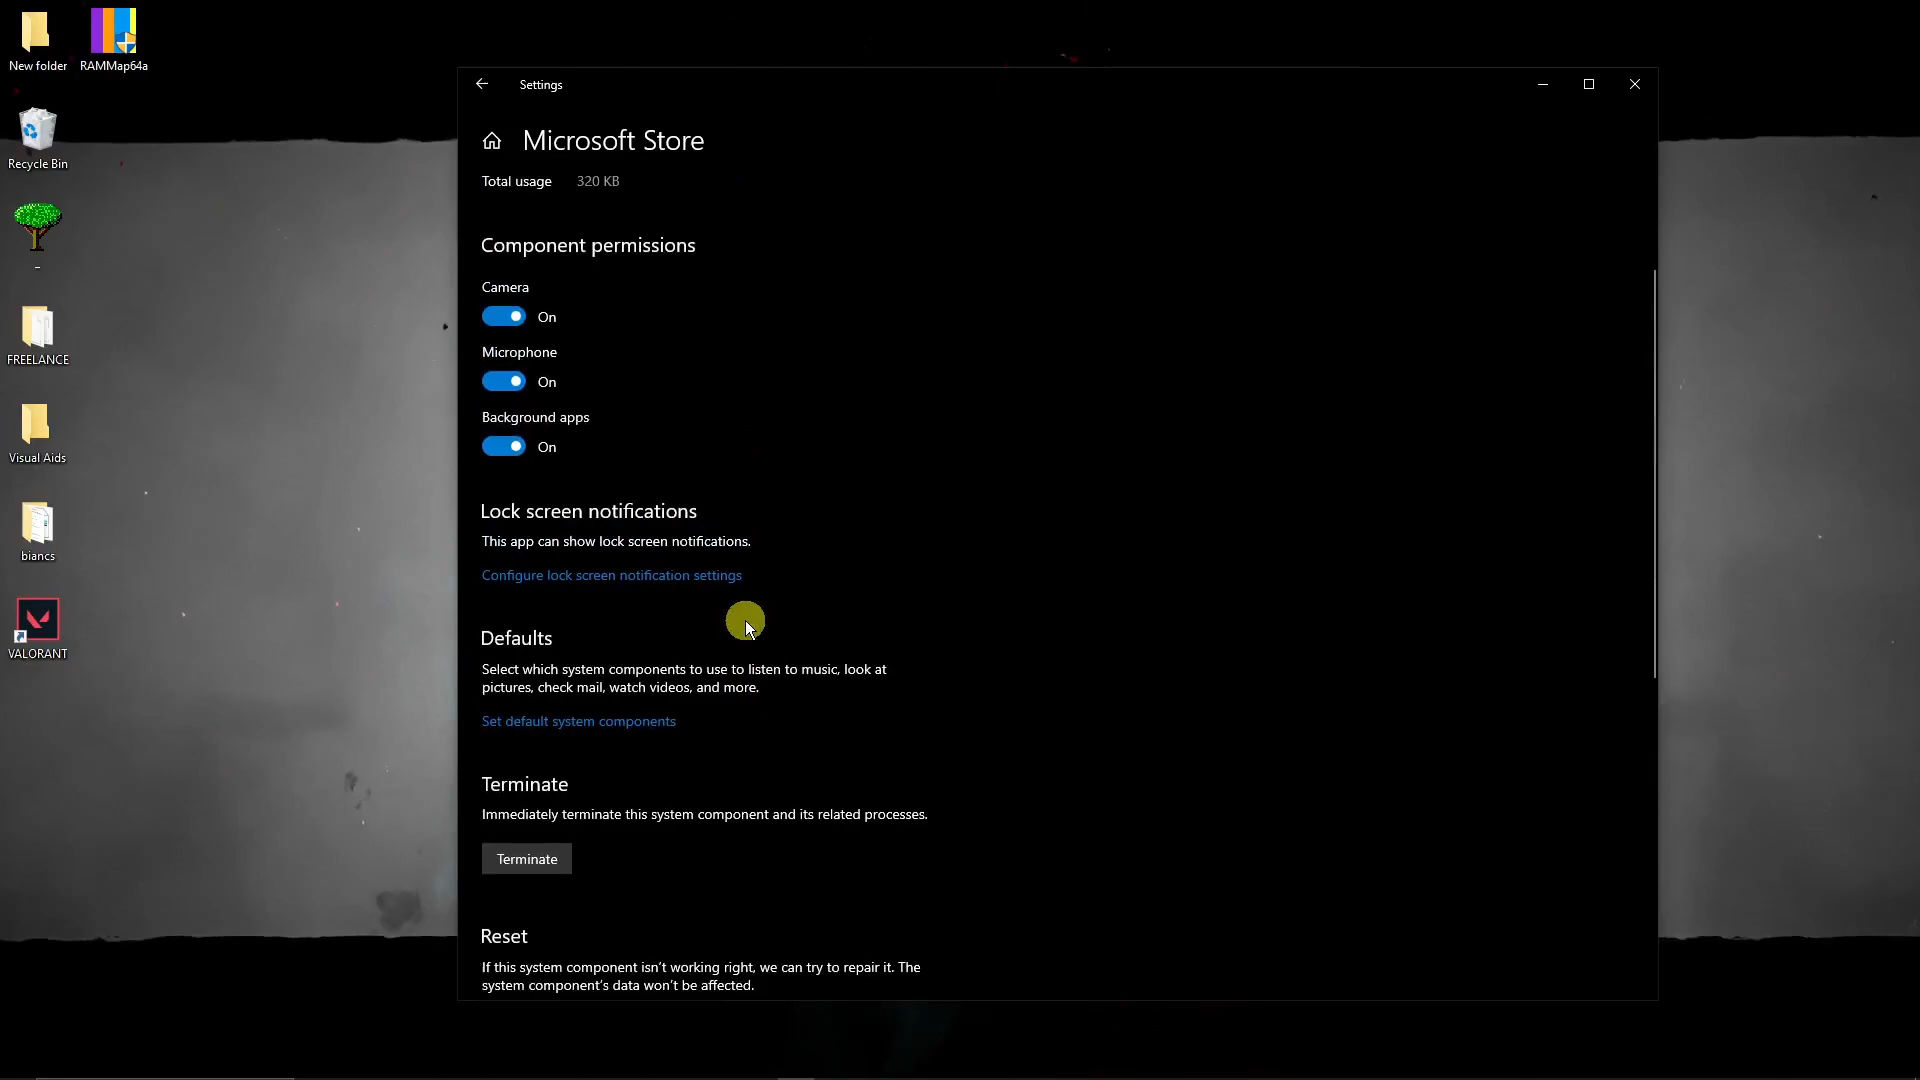 New folder
RAMMap64a
Recycle Bin
-
FREELANCE
Visual Aids
biancs
VALORANT
Settings
Microsoft Store
Total usage 320 KB
Component permissions
Camera
On
Microphone
On
Background apps
On
Lock screen notifications
This app can show lock screen notifications.
Configure lock screen notification settings
Defaults
Select which system components to use to listen to music, look at
pictures, check mail, watch videos, and more.
Set default system components
Terminate
Immediately terminate this system component and its related processes.
Terminate
Reset
If this system component isn't working right, we can try to repair it. The
system component's data won't be affected.